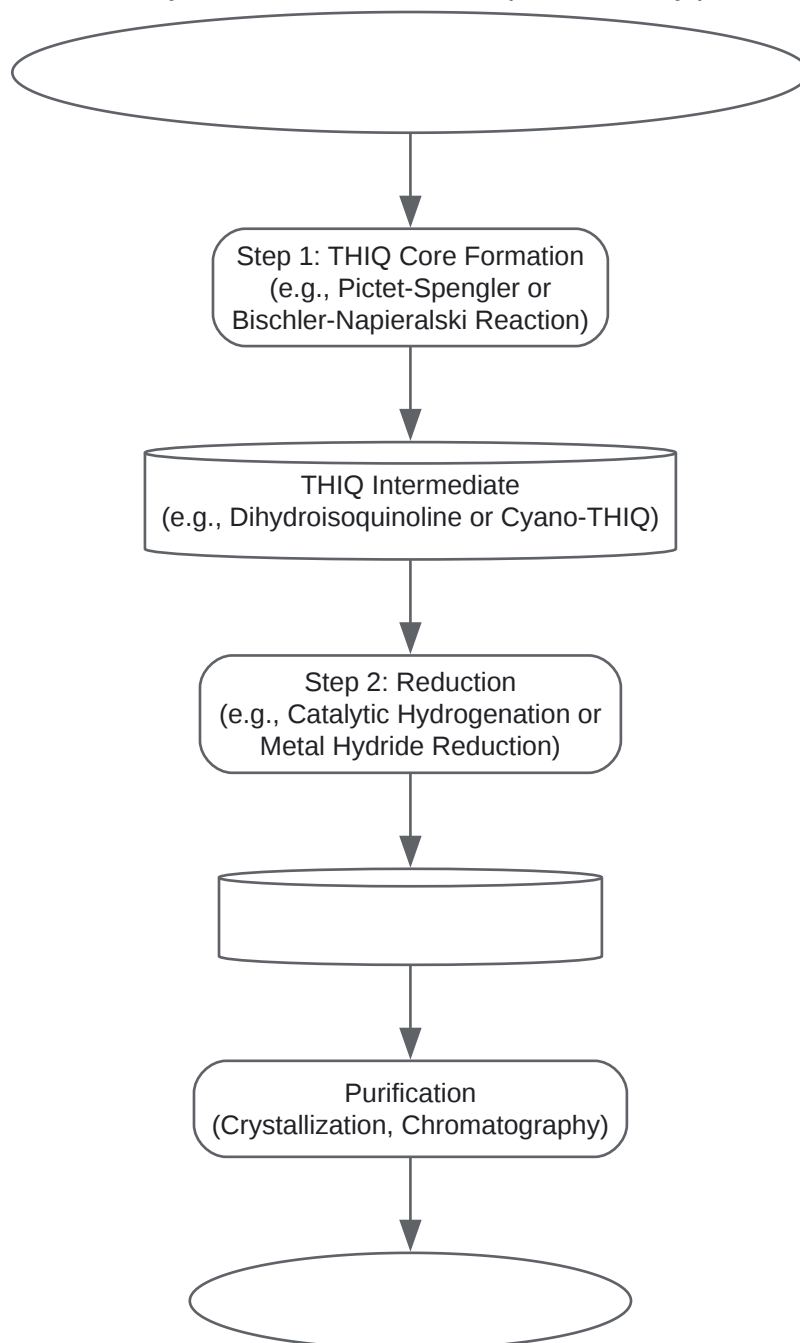 Step 1: THIQ Core Formation
(e.g., Pictet-Spengler or
Bischler-Napieralski Reaction)
THIQ Intermediate
(e.g., Dihydroisoquinoline or Cyano-THIQ)
Step 2: Reduction
(e.g., Catalytic Hydrogenation or
Metal Hydride Reduction)
Purification
(Crystallization, Chromatography)